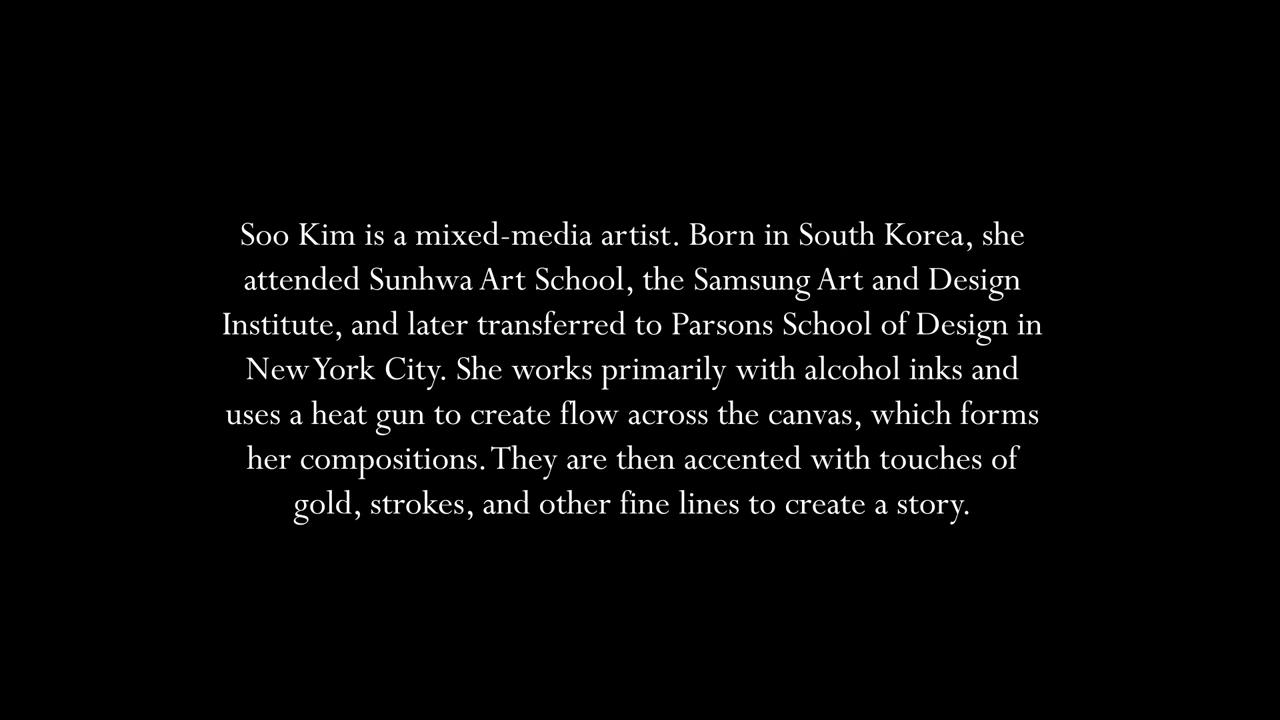 Soo Kim is a mixed-media artist. Born in South Korea, she
attended Sunhwa Art School, the Samsung Art and Design
Institute, and later transferred to Parsons School of Design in
New York City. She works primarily with alcohol inks and
uses a heat gun to create flow across the canvas, which forms
her compositions. They are then accented with touches of
gold, strokes, and other fine lines to create a story.